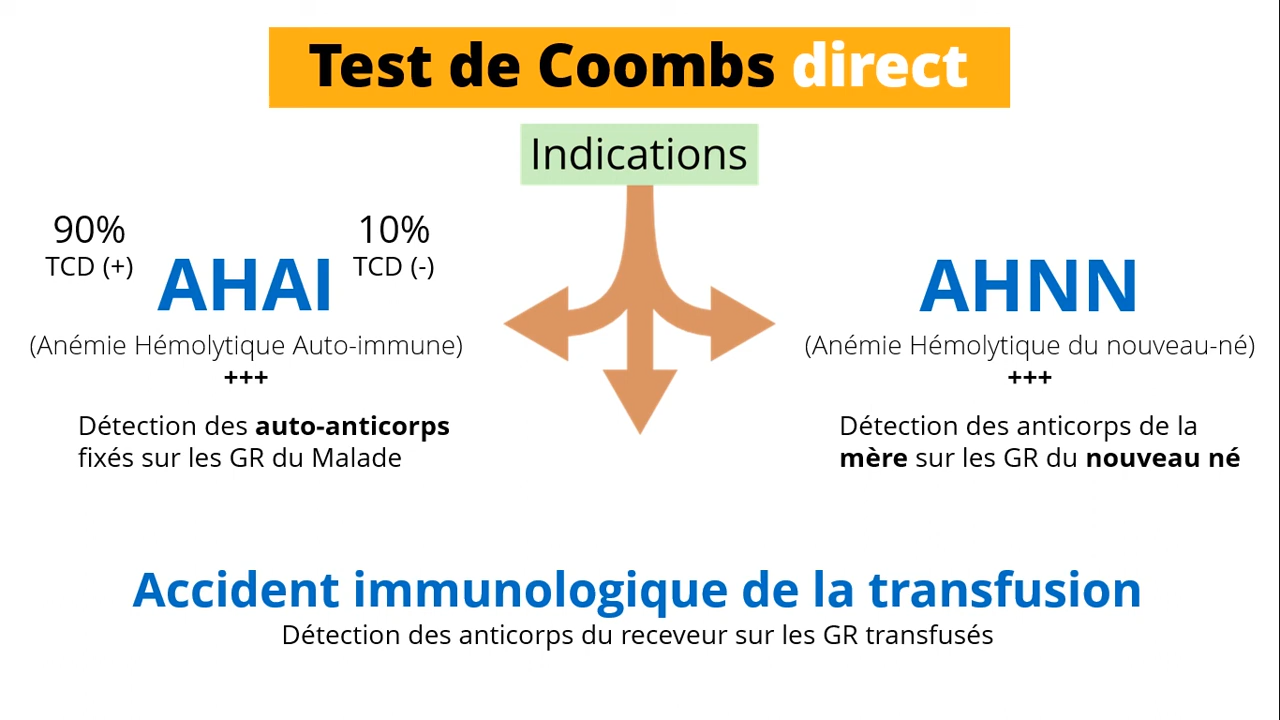 Test de Coombs direct
Indications
90%
TCD (+)
10%
TCD (-)
AHAI
(Anémie Hémolytique Auto-immune)
+++
Détection des auto-anticorps
fixés sur les GR du Malade
AHNN
(Anémie Hémolytique du nouveau-né)
+++
Détection des anticorps de la
mère sur les GR du nouveau né
Accident immunologique de la transfusion
Détection des anticorps du receveur sur les GR transfusés